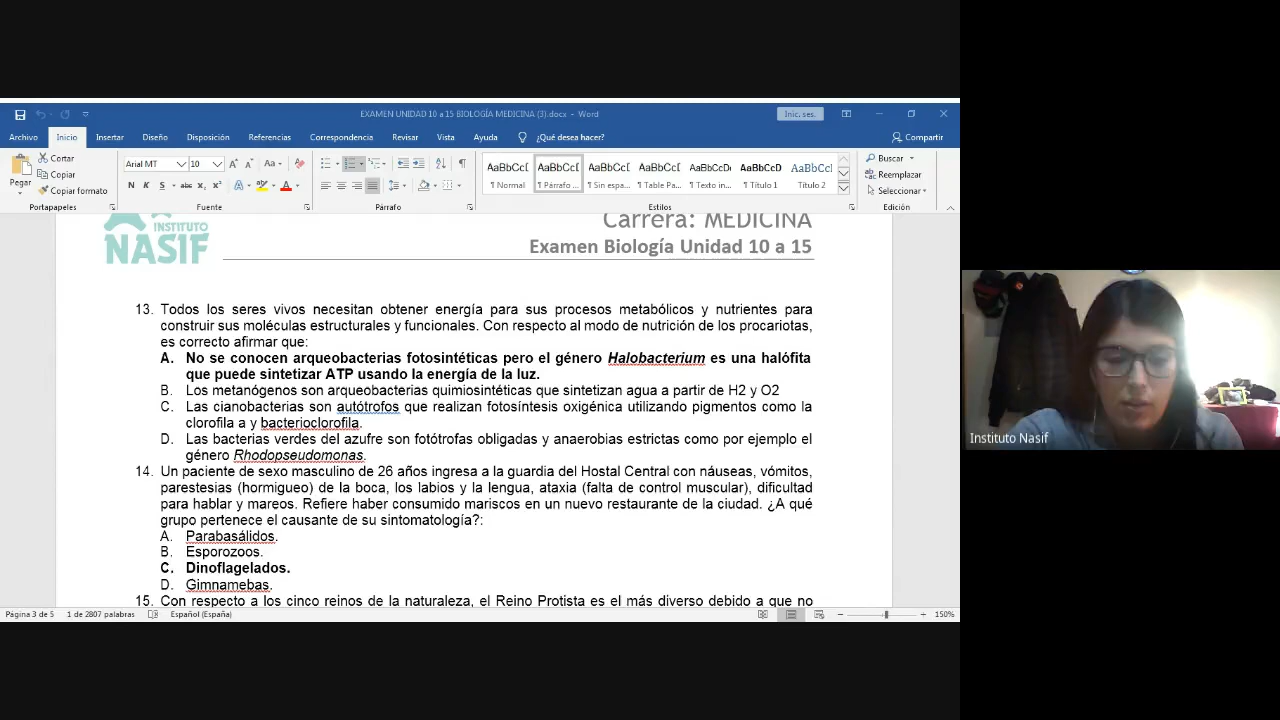 EXAMEN UNIDAD 10 a 15 BIOLOGÍA MEDICINA (3).docx - Word
Inic. ses.
Archivo Inicio Insertar Diseño Disposición Referencias Correspondencia Revisar Vista Ayuda ¿Qué desea hacer? Compartir
Pegar
Cortar
Copiar
Copiar formato
Portapapeles
Arial MT 10
N K S abc x₂ x²
Fuente
Párrafo
AaBbCcI AaBbCcI AaBbCcI AaBbCcI AaBbCcD AaBbCcD AaBbCcI
¶ Normal ¶ Párrafo ... ¶ Sin espa... ¶ Table Pa... ¶ Texto in... ¶ Título 1 Título 2
Estilos
Buscar
Reemplazar
Seleccionar
Edición
INSTITUTO
NASIF
Carrera: MEDICINA
Examen Biología Unidad 10 a 15
13. Todos los seres vivos necesitan obtener energía para sus procesos metabólicos y nutrientes para
construir sus moléculas estructurales y funcionales. Con respecto al modo de nutrición de los procariotas,
es correcto afirmar que:
A. No se conocen arqueobacterias fotosintéticas pero el género Halobacterium es una halófita
que puede sintetizar ATP usando la energía de la luz.
B. Los metanógenos son arqueobacterias quimiosintéticas que sintetizan agua a partir de H2 y O2
C. Las cianobacterias son autótrofos que realizan fotosíntesis oxigénica utilizando pigmentos como la
clorofila a y bacterioclorofila.
D. Las bacterias verdes del azufre son fotótrofas obligadas y anaerobias estrictas como por ejemplo el
género Rhodopseudomonas.
14. Un paciente de sexo masculino de 26 años ingresa a la guardia del Hostal Central con náuseas, vómitos,
parestesias (hormigueo) de la boca, los labios y la lengua, ataxia (falta de control muscular), dificultad
para hablar y mareos. Refiere haber consumido mariscos en un nuevo restaurante de la ciudad. ¿A qué
grupo pertenece el causante de su sintomatología?:
A. Parabasálidos.
B. Esporozoos.
C. Dinoflagelados.
D. Gimnamebas.
15. Con respecto a los cinco reinos de la naturaleza, el Reino Protista es el más diverso debido a que no
Página 3 de 5 1 de 2807 palabras Español (España) 150%
Instituto Nasif